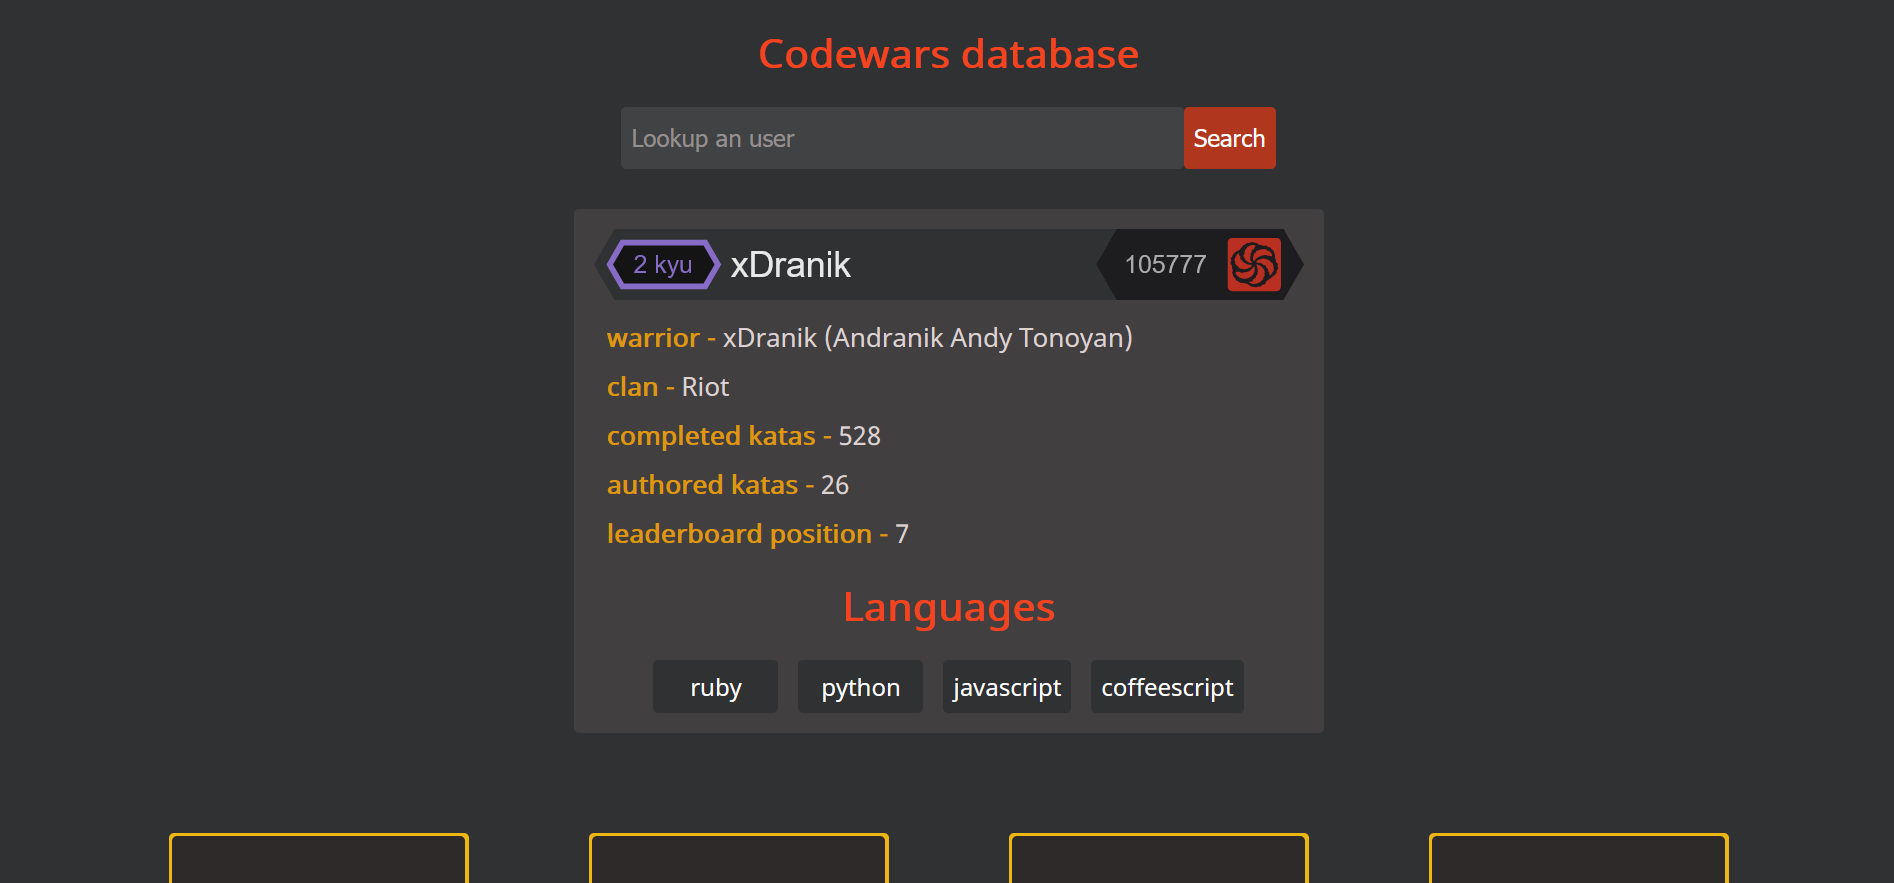 Codewars database
Lookup an user
Search
2 kyu xDranik 105777
warrior - xDranik (Andranik Andy Tonoyan)
clan - Riot
completed katas - 528
authored katas - 26
leaderboard position - 7
Languages
ruby python javascript coffeescript